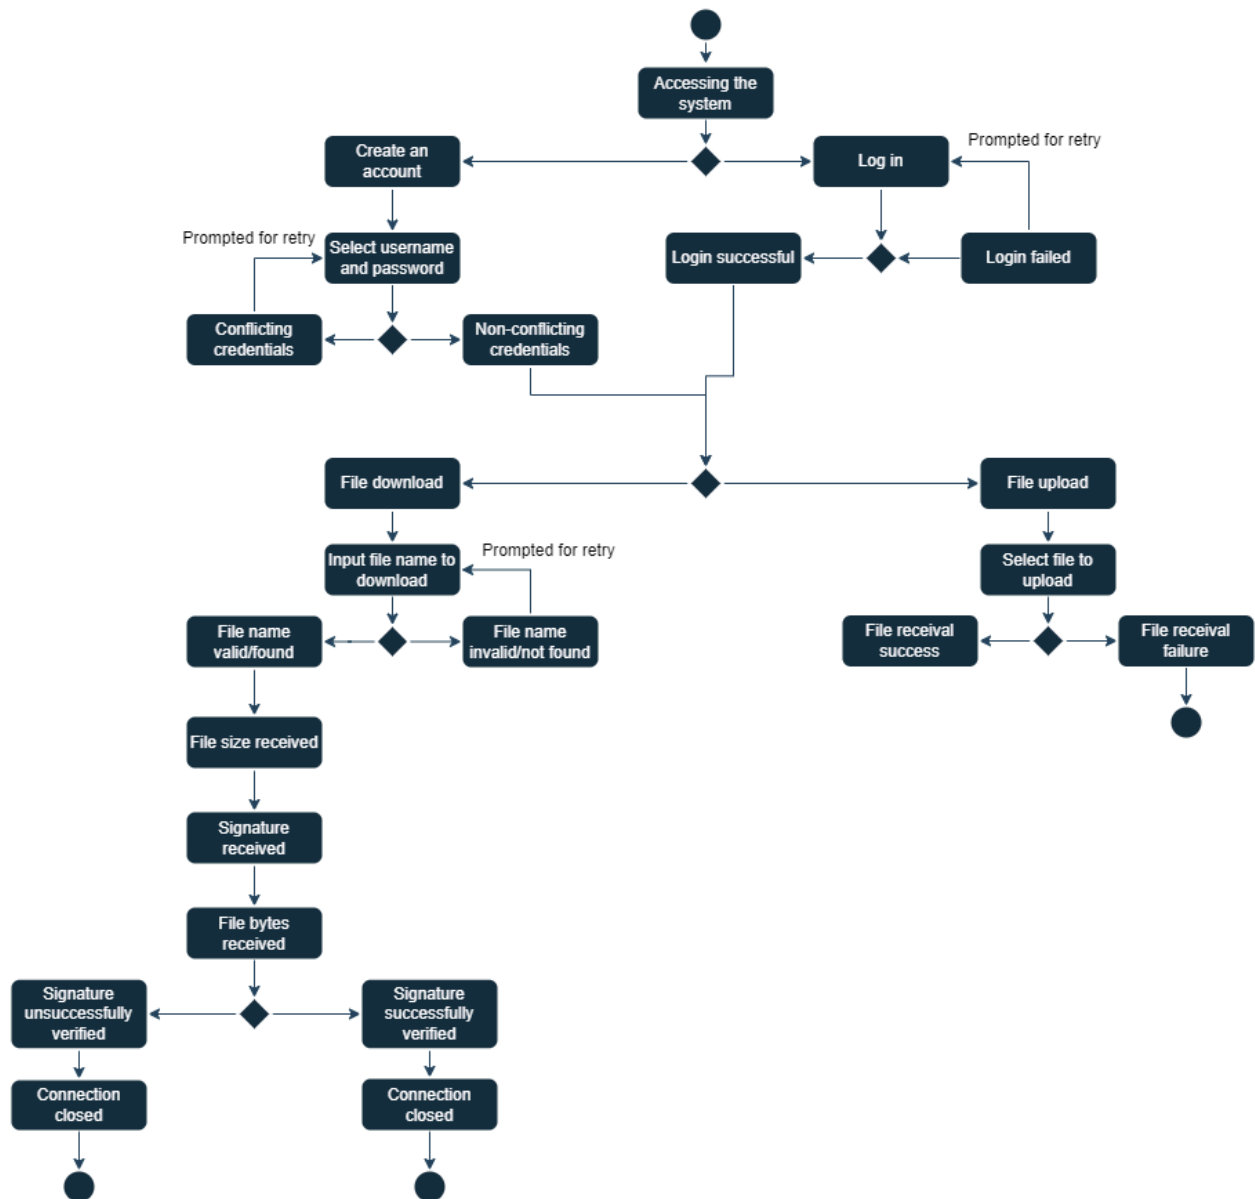 Accessing the
system
Create an
account
Log in
Prompted for retry
Prompted for retry
Select username
and password
Login successful
Login failed
Conflicting
credentials
Non-conflicting
credentials
File download
File upload
Input file name to
download
Prompted for retry
Select file to
upload
File name
valid/found
File name
invalid/not found
File receival
success
File receival
failure
File size received
Signature
received
File bytes
received
Signature
unsuccessfully
verified
Signature
successfully
verified
Connection
closed
Connection
closed